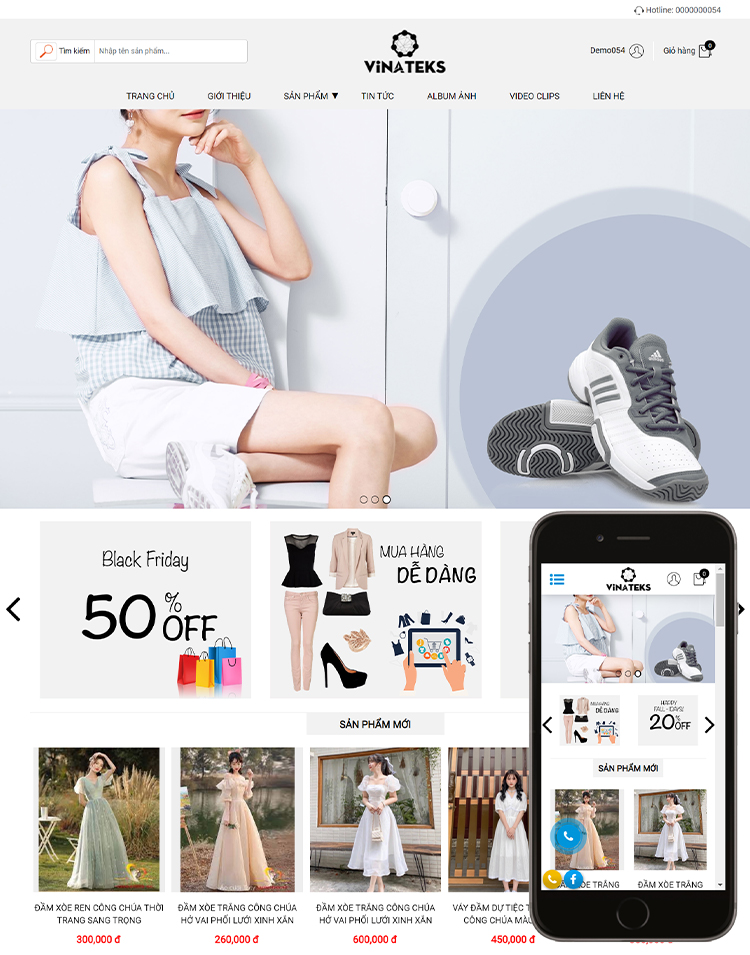 Hotline: 0000000054
Tìm kiếm
Nhập tên sản phẩm...
ViNATEKS
Demo054
Giỏ hàng
0
TRANG CHỦ
GIỚI THIỆU
SẢN PHẨM ▼
TIN TỨC
ALBUM ẢNH
VIDEO CLIPS
LIÊN HỆ
adidas
Black Friday
50% OFF
MUA HÀNG
DỄ DÀNG
SẢN PHẨM MỚI
ĐẦM XÒE REN CÔNG CHÚA THỜI
TRANG SANG TRỌNG
300,000 đ
ĐẦM XÒE TRẮNG CÔNG CHÚA
HỞ VAI PHỐI LƯỚI XINH XẮN
260,000 đ
ĐẦM XÒE TRẮNG CÔNG CHÚA
HỞ VAI PHỐI LƯỚI XINH XẮN
600,000 đ
VÁY ĐẦM DỰ TIỆC
CÔNG CHÚA
450,000 đ
ViNATEKS
0
MUA HÀNG
DỄ DÀNG
HAPPY
FALL - DAYS!
20% OFF
SẢN PHẨM MỚI
ĐẦM XÒE TRẮNG
ĐẦM XÒE TRẮNG